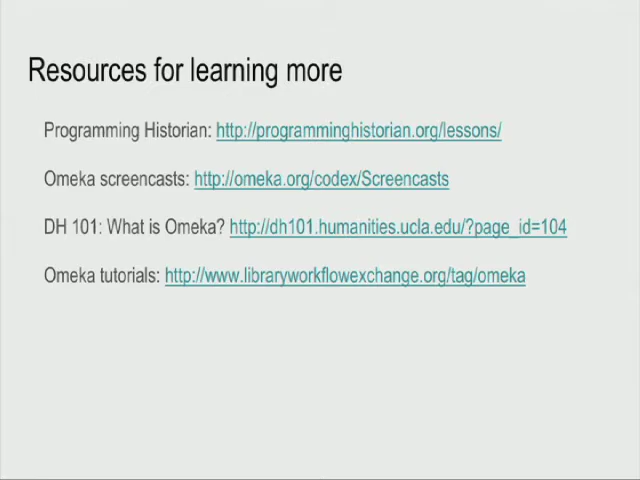 Resources for learning more
Programming Historian: http://programminghistorian.org/lessons/
Omeka screencasts: http://omeka.org/codex/Screencasts
DH 101: What is Omeka? http://dh101.humanities.ucla.edu/?page_id=104
Omeka tutorials: http://www.libraryworkflowexchange.org/tag/omeka